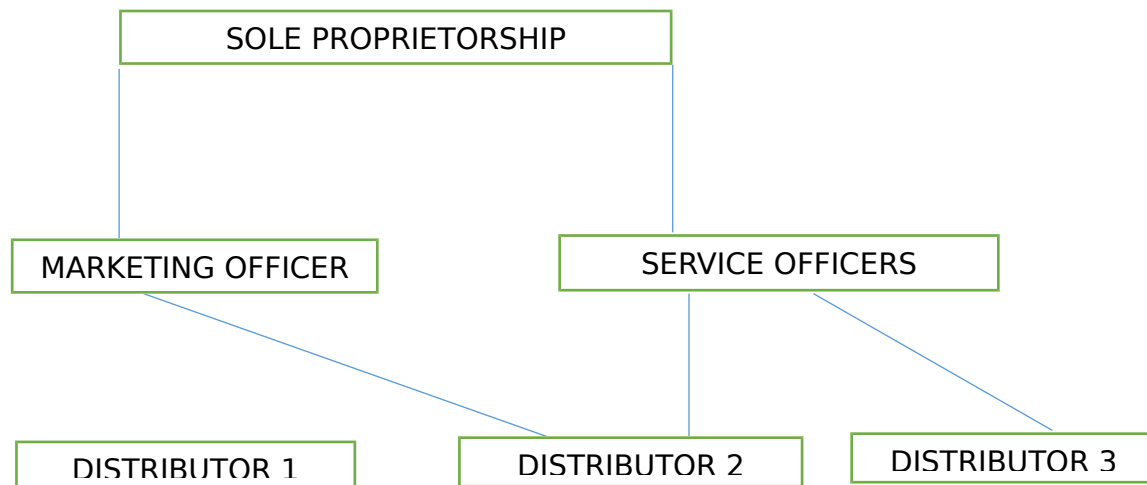 SOLE PROPRIETORSHIP
MARKETING OFFICER
SERVICE OFFICERS
DISTRIBUTOR 1
DISTRIBUTOR 2
DISTRIBUTOR 3